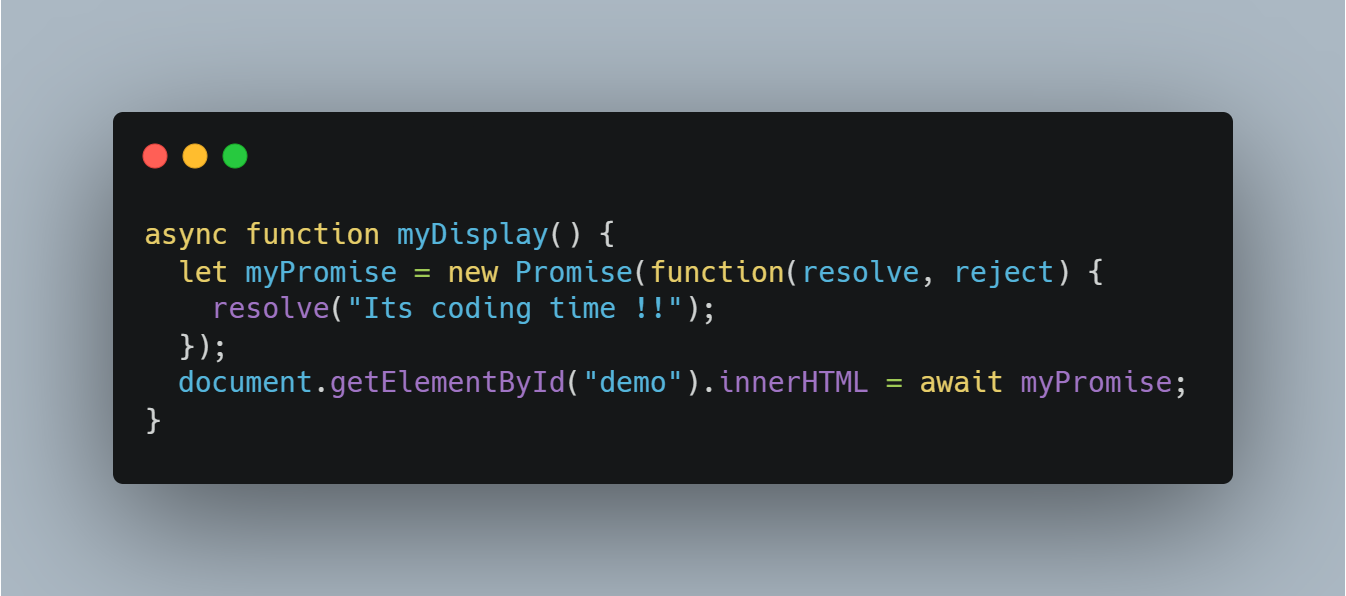 async function myDisplay() {
  let myPromise = new Promise(function(resolve, reject) {
    resolve("Its coding time !!");
  });
  document.getElementById("demo").innerHTML = await myPromise;
}